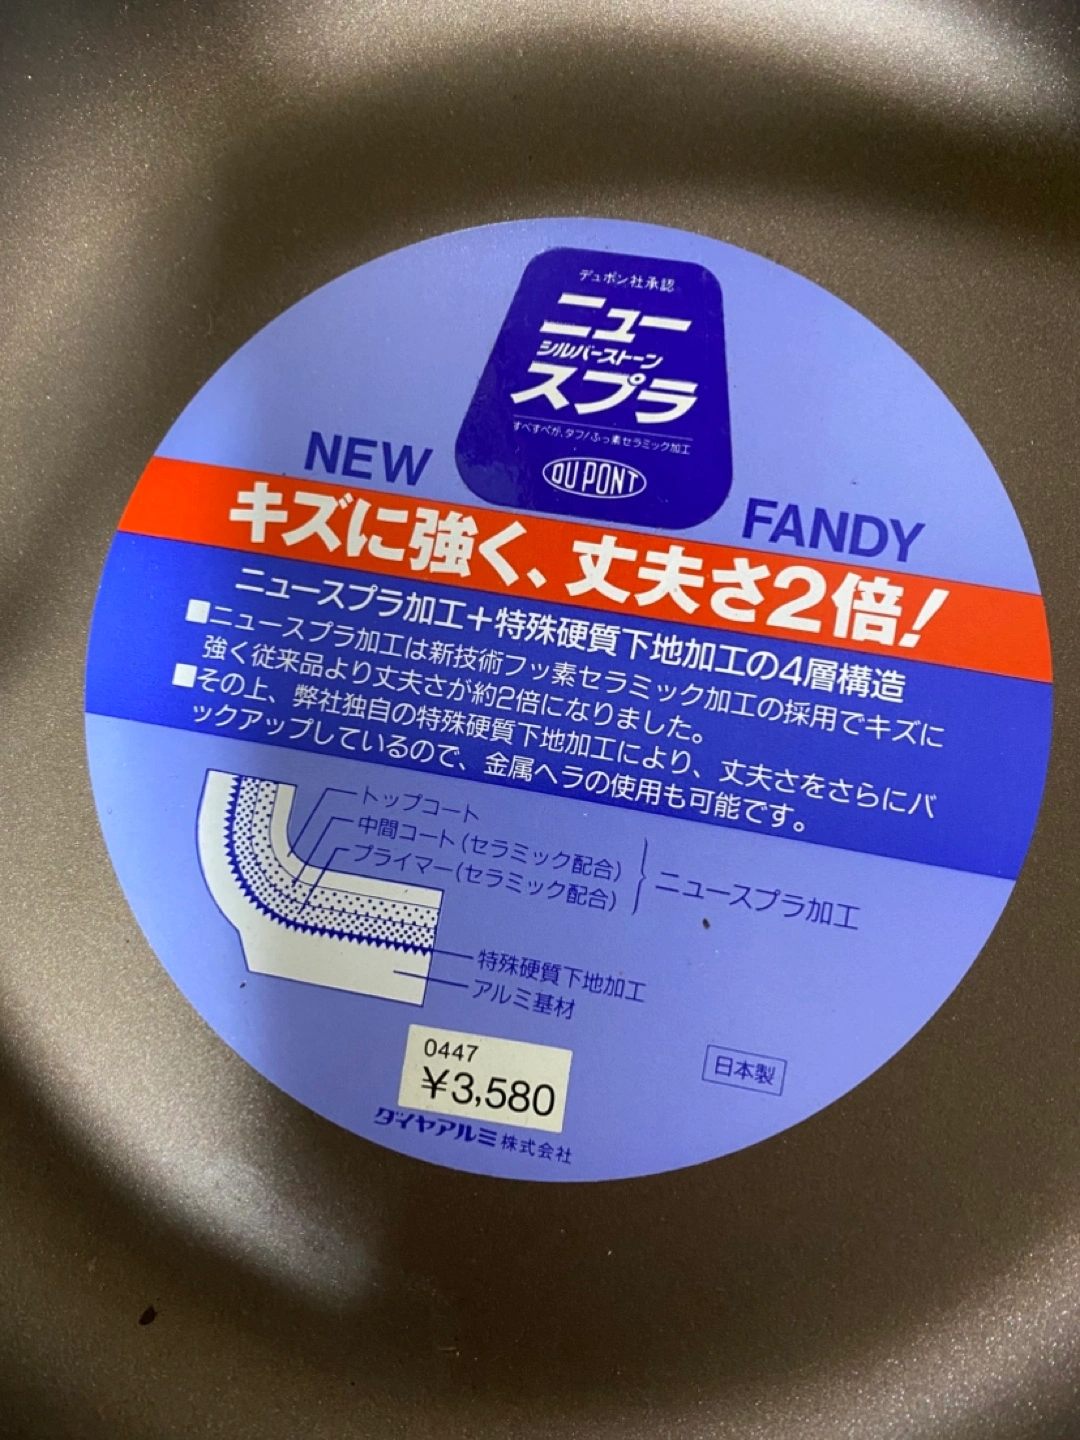 デュポン社承認
ニュー
シルバーストーン
スプラ
すべすべが、タフ!ふっ素セラミック加工
DU PONT
NEW
FANDY
キズに強く、丈夫さ2倍!
ニュースプラ加工+特殊硬質下地加工の4層構造
■ニュースプラ加工は新技術フッ素セラミック加工の採用でキズに
強く従来品より丈夫さが約2倍になりました。
■その上、弊社独自の特殊硬質下地加工により、丈夫さをさらにバ
ックアップしているので、金属ヘラの使用も可能です。
トップコート
中間コート(セラミック配合)
プライマー(セラミック配合)
ニュースプラ加工
特殊硬質下地加工
アルミ基材
0447
¥3,580
日本製
ダイヤアルミ株式会社